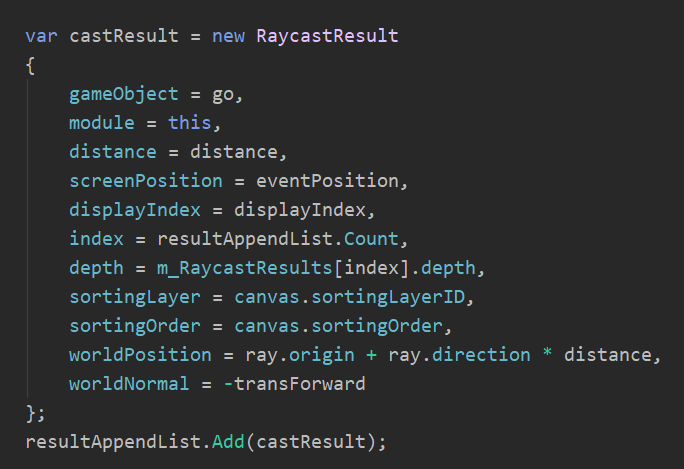 var castResult = new RaycastResult
{
    gameObject = go,
    module = this,
    distance = distance,
    screenPosition = eventPosition,
    displayIndex = displayIndex,
    index = resultAppendList.Count,
    depth = m_RaycastResults[index].depth,
    sortingLayer = canvas.sortingLayerID,
    sortingOrder = canvas.sortingOrder,
    worldPosition = ray.origin + ray.direction * distance,
    worldNormal = -transForward
};
resultAppendList.Add(castResult);